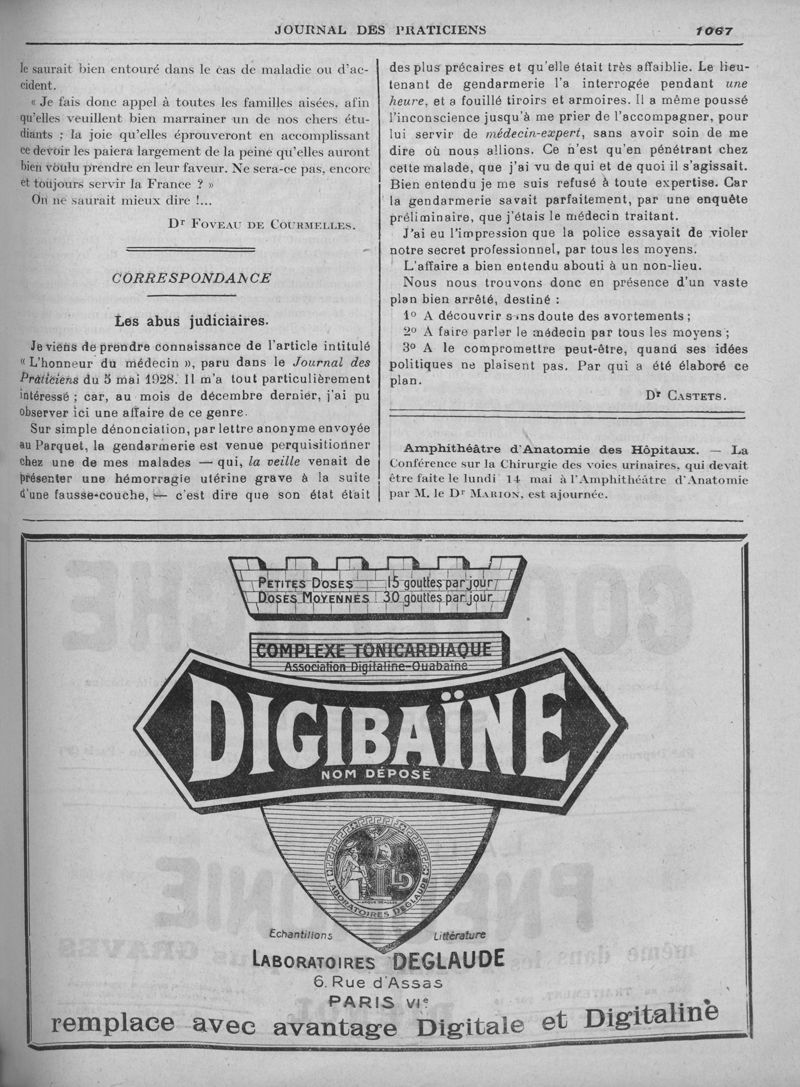 JOURNAL DES PRATICIENS 1067
le saurait bien entouré dans le cas de maladie ou d'ac-
cident.
« Je fais donc appel à toutes les familles aisées, afin
qu'elles veuillent bien marrainer un de nos chers étu-
diants ; la joie qu'elles éprouveront en accomplissant
ce devoir les paiera largement de la peine qu'elles auront
bien voulu prendre en leur faveur. Ne sera-ce pas, encore
et toujours servir la France ? »
On ne saurait mieux dire !...
Dr FOVEAU DE COURMELLES.
CORRESPONDANCE
Les abus judiciaires.
Je viens de prendre connaissance de l'article intitulé
« L'honneur du médecin », paru dans le Journal des
Praticiens du 5 mai 1928. Il m'a tout particulièrement
intéressé ; car, au mois de décembre dernier, j'ai pu
observer ici une affaire de ce genre.
Sur simple dénonciation, par lettre anonyme envoyée
au Parquet, la gendarmerie est venue perquisitionner
chez une de mes malades — qui, la veille venait de
présenter une hémorragie utérine grave à la suite
d'une fausse-couche, — c'est dire que son état était
des plus précaires et qu'elle était très affaiblie. Le lieu-
tenant de gendarmerie l'a interrogée pendant une
heure, et a fouillé tiroirs et armoires. Il a même poussé
l'inconscience jusqu'à me prier de l'accompagner, pour
lui servir de médecin-expert, sans avoir soin de me
dire où nous allions. Ce n'est qu'en pénétrant chez
cette malade, que j'ai vu de qui et de quoi il s'agissait.
Bien entendu je me suis refusé à toute expertise. Car
la gendarmerie savait parfaitement, par une enquête
préliminaire, que j'étais le médecin traitant.
J'ai eu l'impression que la police essayait de violer
notre secret professionnel, par tous les moyens.
L'affaire a bien entendu abouti à un non-lieu.
Nous nous trouvons donc en présence d'un vaste
plan bien arrêté, destiné :
1o A découvrir sans doute des avortements ;
2o A faire parler le médecin par tous les moyens ;
3o A le compromettre peut-être, quand ses idées
politiques ne plaisent pas. Par qui a été élaboré ce
plan.
Dr CASTETS.
Amphithéâtre d'Anatomie des Hôpitaux. — La
Conférence sur la Chirurgie des voies urinaires, qui devait
être faite le lundi 14 mai à l'Amphithéâtre d'Anatomie
par M. le Dr MARION, est ajournée.
PETITES DOSES 15 gouttes par jour
DOSES MOYENNES 30 gouttes par jour
COMPLEXE TONICARDIAQUE
Association Digitaline-Ouabaïne
DIGIBAÏNE
NOM DÉPOSÉ
LABORATOIRES DEGLAUDE
LD
Echantillons Littérature
LABORATOIRES DEGLAUDE
6. Rue d'Assas
PARIS VIe
remplace avec avantage Digitale et Digitaline